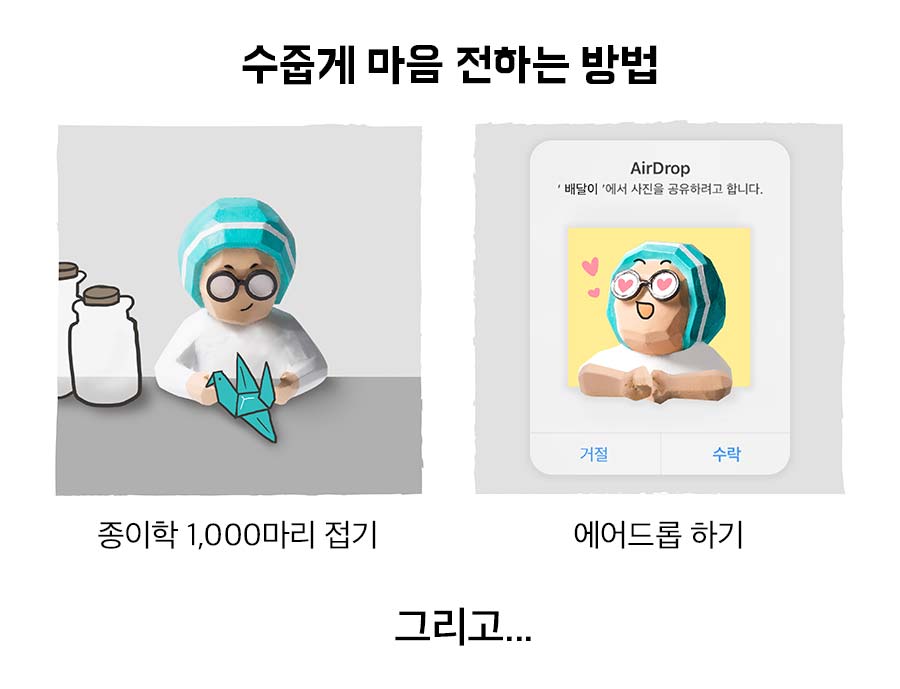 수줍게 마음 전하는 방법
AirDrop
‘ 배달이 ’에서 사진을 공유하려고 합니다.
거절
수락
종이학 1,000마리 접기
에어드롭 하기
그리고...